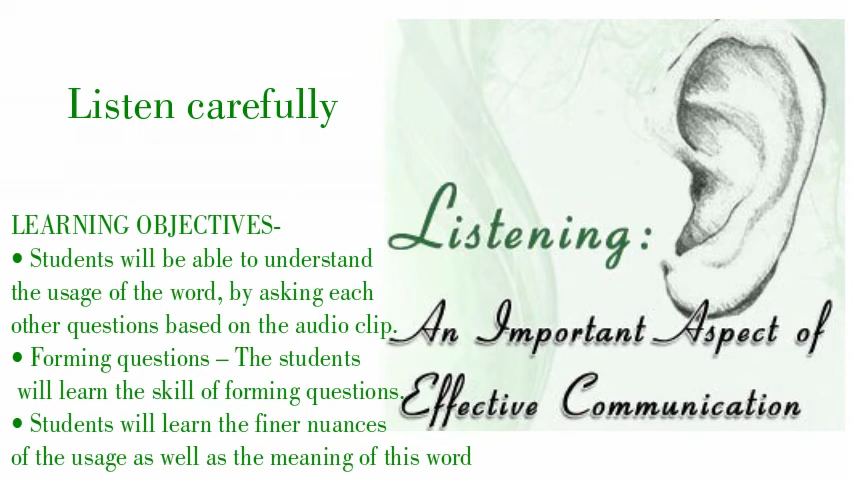 Listen carefully
LEARNING OBJECTIVES-
• Students will be able to understand
the usage of the word, by asking each
other questions based on the audio clip.
• Forming questions – The students
will learn the skill of forming questions.
• Students will learn the finer nuances
of the usage as well as the meaning of this word
Listening:
An Important Aspect of
Effective Communication